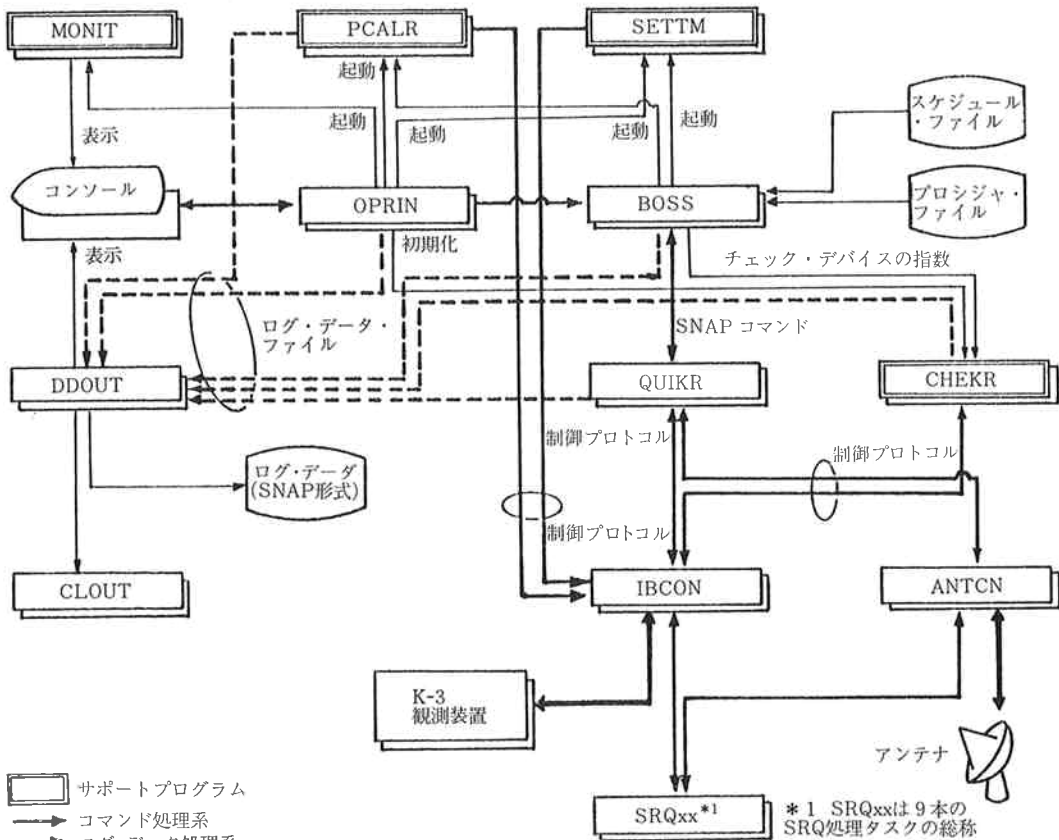 MONIT
PCALR
SETTM
起動
起動
起動
起動
起動
表示
スケジュール
・ファイル
コンソール
OPRIN
BOSS
プロシジャ・
ファイル
初期化
表示
チェック・デバイスの指数
ログ・データ・
ファイル
SNAP コマンド
DDOUT
QUIKR
CHEKR
制御プロトコル
制御プロトコル
ログ・データ
(SNAP形式)
制御プロトコル
CLOUT
IBCON
ANTCN
K-3
観測装置
アンテナ
サポートプログラム
コマンド処理系
SRQxx*1
*1 SRQxxは9本の
SRQ処理タスクの総称